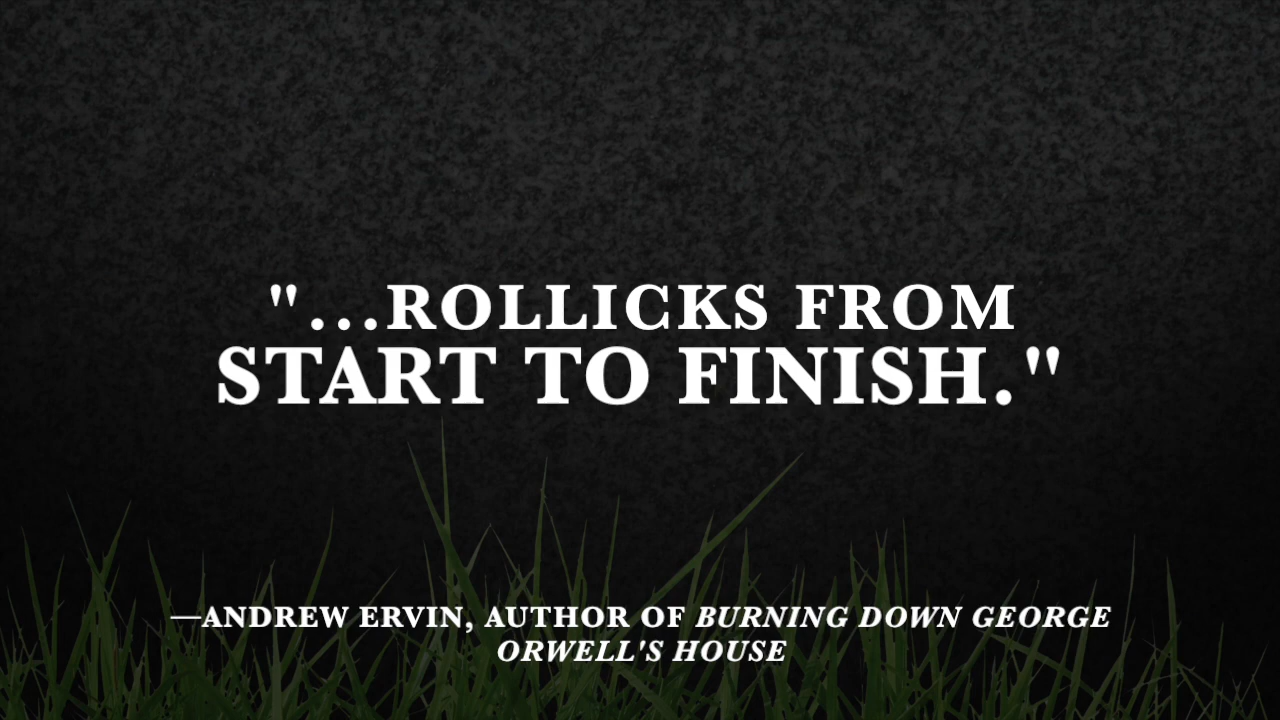 "...ROLLICKS FROM
START TO FINISH."
—ANDREW ERVIN, AUTHOR OF BURNING DOWN GEORGE
ORWELL'S HOUSE